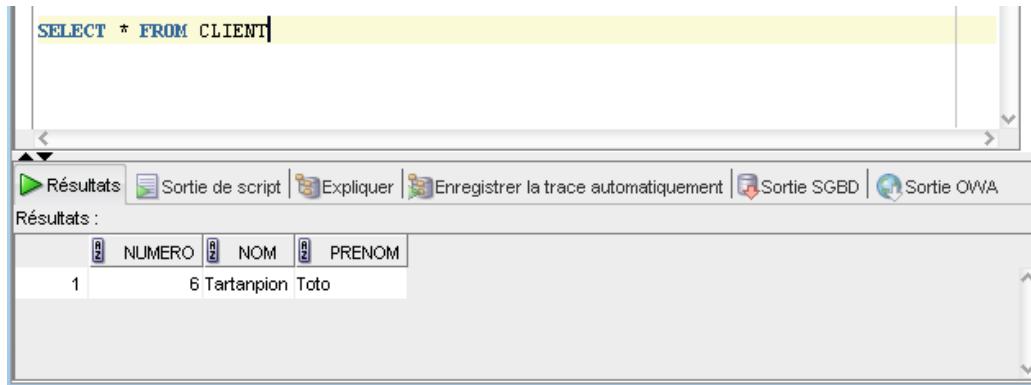 SELECT * FROM CLIENT
Résultats Sortie de script Expliquer Enregistrer la trace automatiquement Sortie SGBD Sortie OWA
Résultats :
NUMERO NOM PRENOM
1 6 Tartanpion Toto